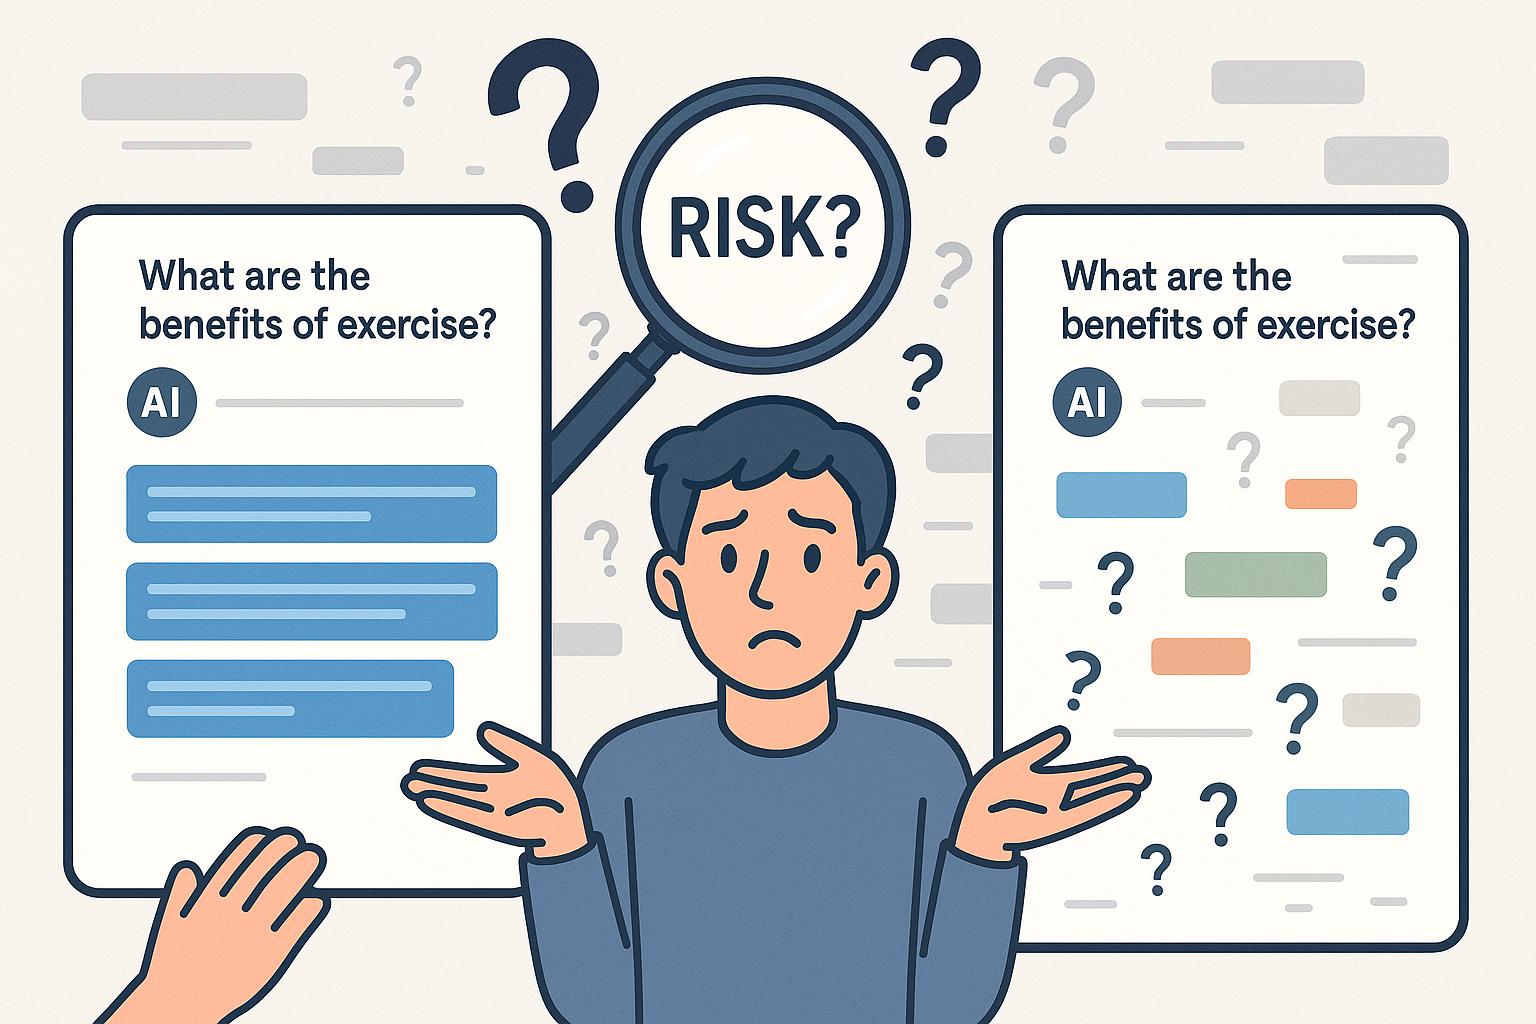 RISK?
What are the
benefits of exercise?
AI
What are the
benefits of exercise?
AI